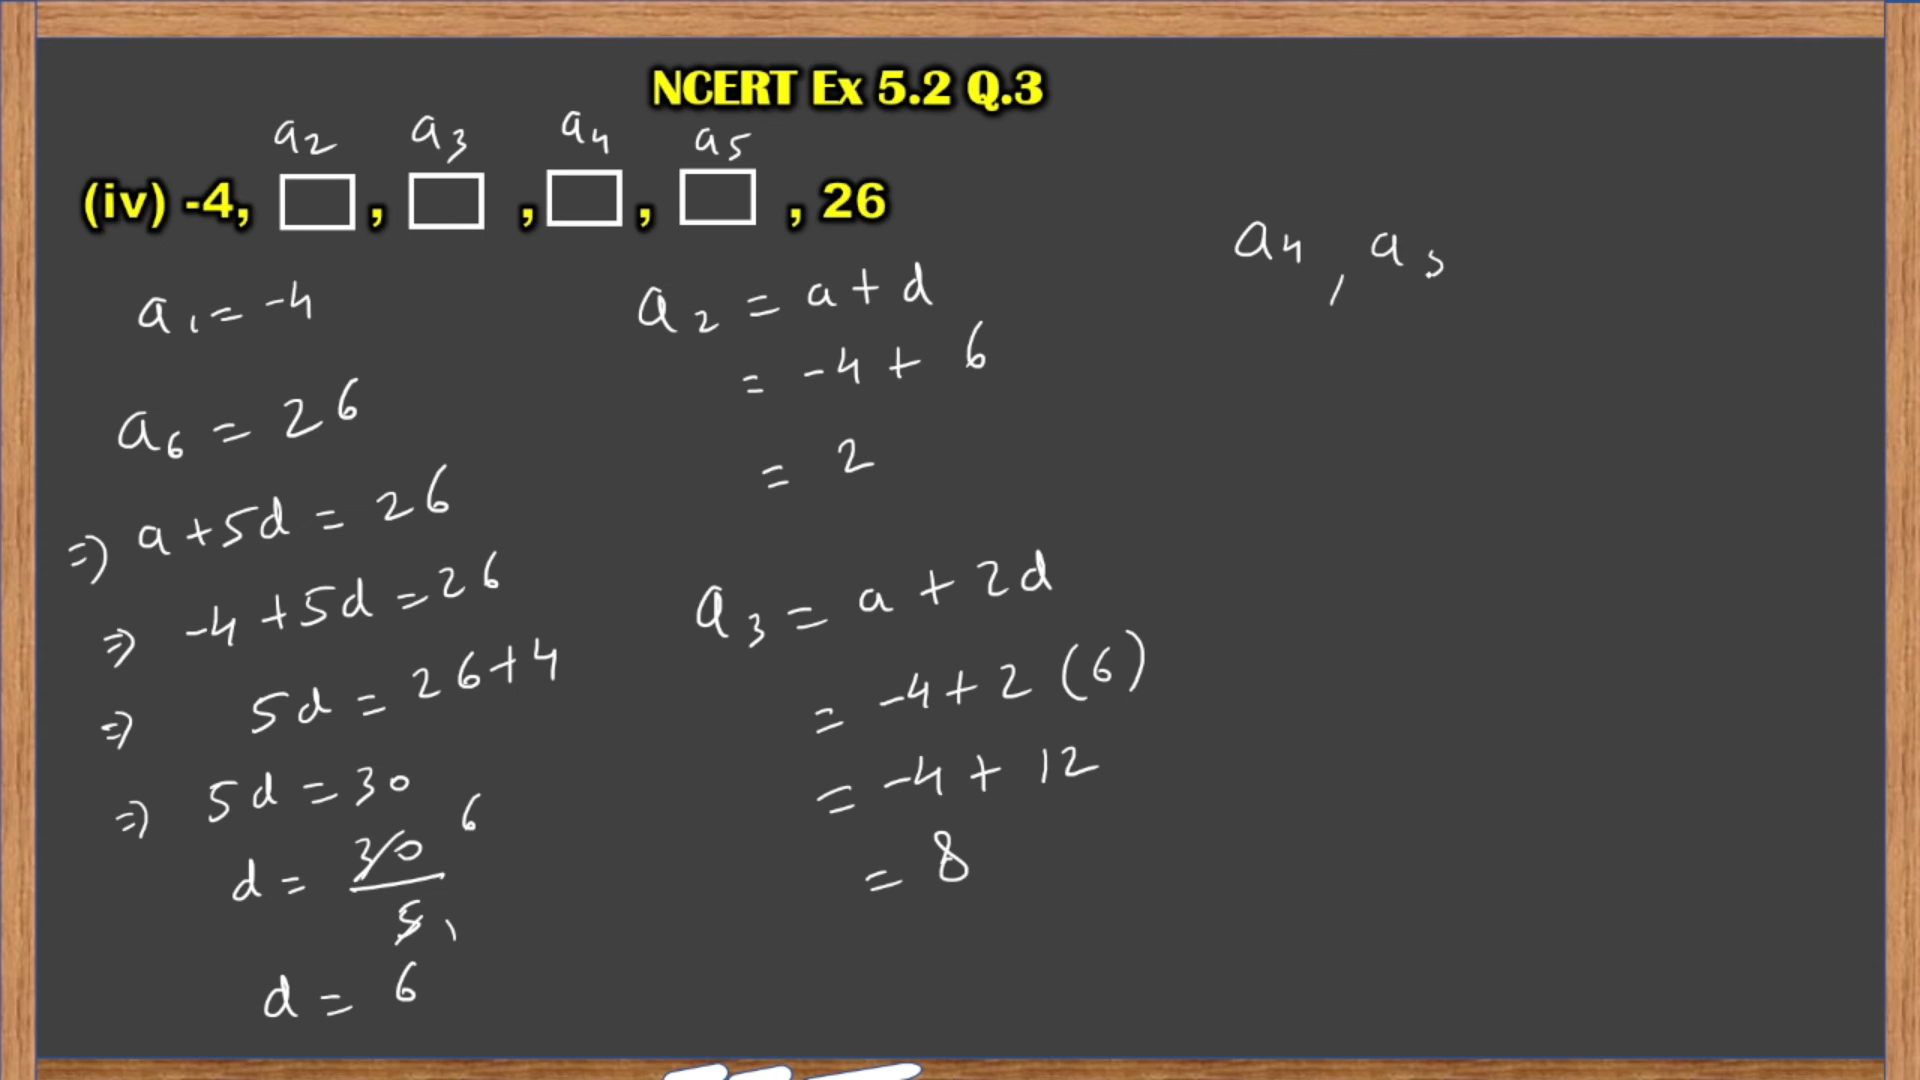 NCERT Ex 5.2 Q.3
a2 a3 a4 a5
(iv) -4, , , , , 26
a1 = -4
a6 = 26
=> a + 5d = 26
=> -4 + 5d = 26
=> 5d = 26 + 4
=> 5d = 30
d = 30/5 6 1
d = 6
a2 = a + d
= -4 + 6
= 2
a3 = a + 2d
= -4 + 2 (6)
= -4 + 12
= 8
a4 , a5